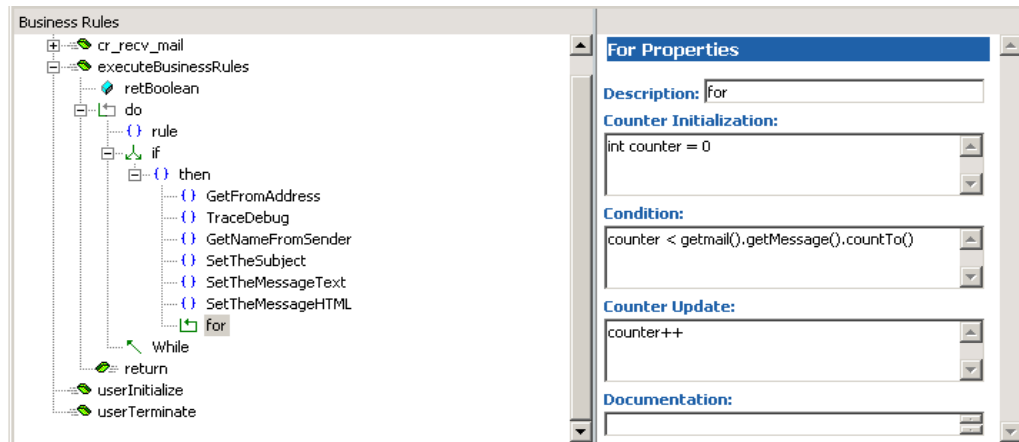 Business Rules
cr_recv_mail
executeBusinessRules
retBoolean
do
{} rule
if
{} then
{} GetFromAddress
{} TraceDebug
{} GetNameFromSender
{} SetTheSubject
{} SetTheMessageText
{} SetTheMessageHTML
for
While
return
userInitialize
userTerminate
For Properties
Description: for
Counter Initialization:
int counter = 0
Condition:
counter < getmail().getMessage().countTo()
Counter Update:
counter++
Documentation: